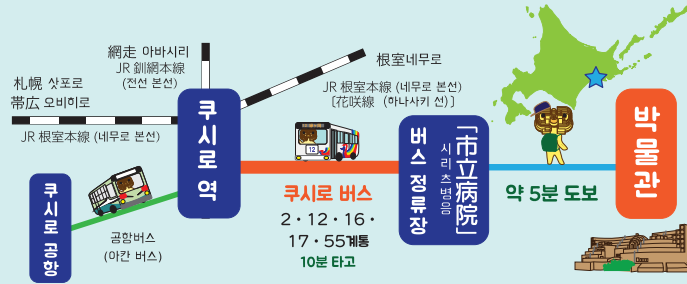 網走 아바시리
JR 釧網本線
(전선 본선)
根室네무로
札幌 삿포로
帯広 오비히로
JR 根室本線 (네무로 본선)
[花咲線 (하나사키 선)]
JR 根室本線 (네무로 본선)
쿠시로 역
쿠시로 공항
공항버스
(아칸 버스)
12
쿠시로 버스
2・12・16・
17・55계통
10분 타고
버스 정류장
「市立病院」
시리츠병응
약 5분 도보
박물관